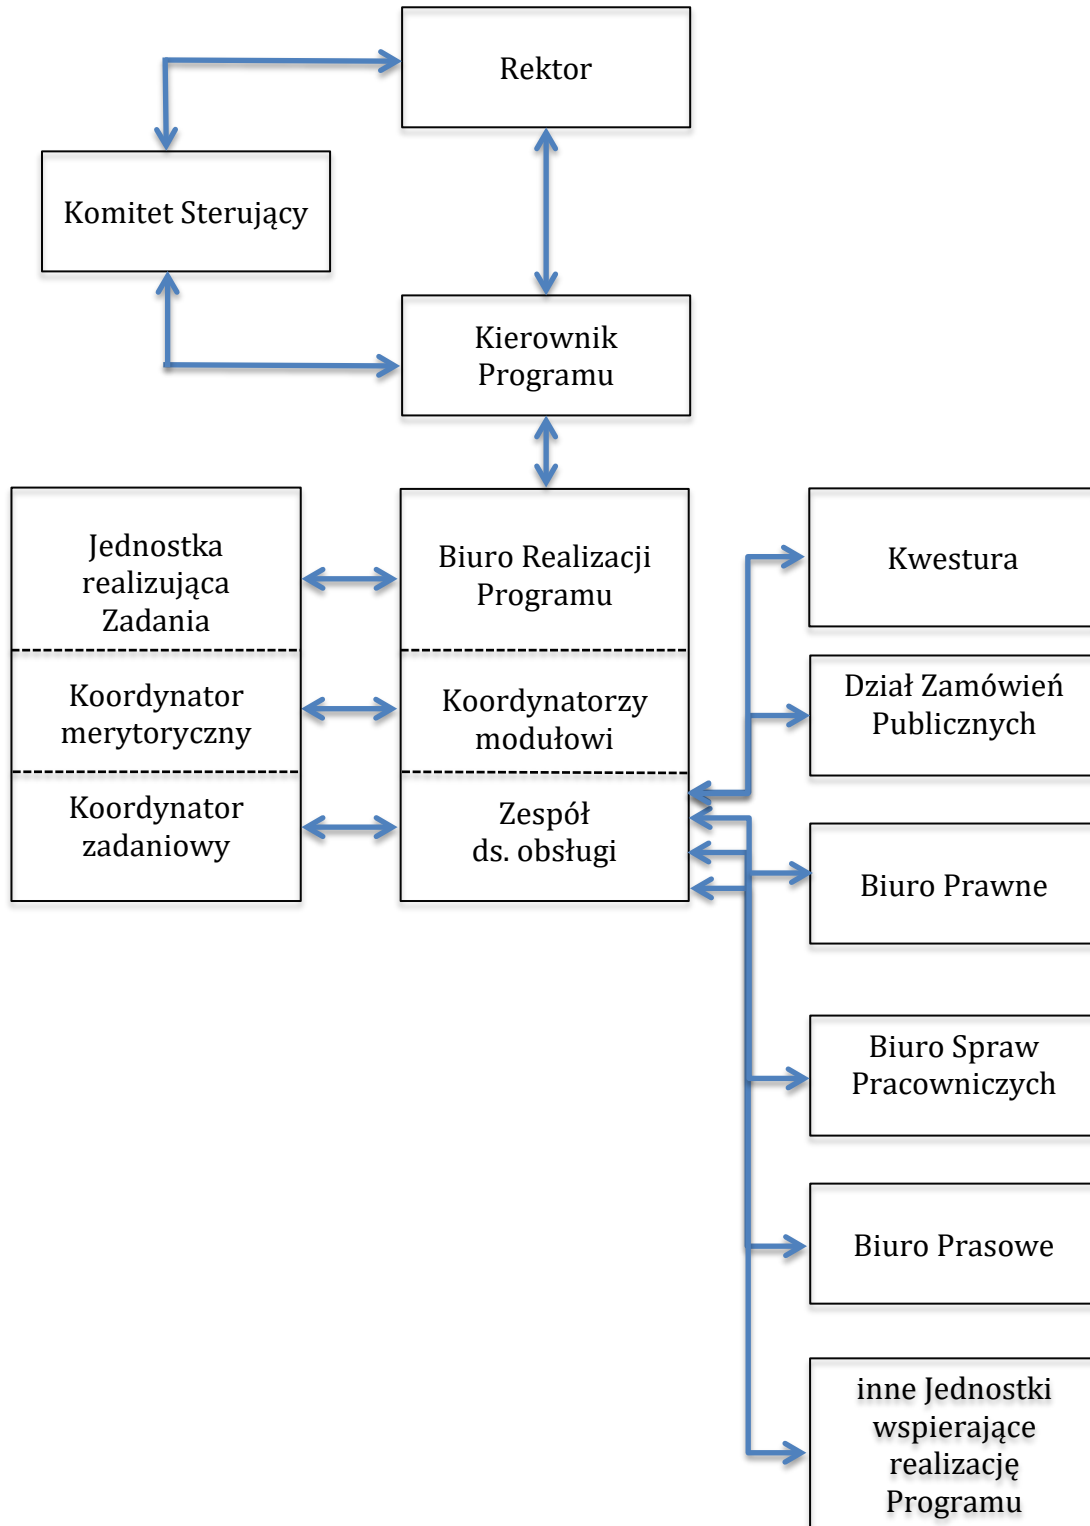 Rektor
Komitet Sterujący
Kierownik
Programu
Jednostka
realizująca
Zadania
Koordynator
merytoryczny
Koordynator
zadaniowy
Biuro Realizacji
Programu
Koordynatorzy
modułowi
Zespół
ds. obsługi
Kwestura
Dział Zamówień
Publicznych
Biuro Prawne
Biuro Spraw
Pracowniczych
Biuro Prasowe
inne Jednostki
wspierające
realizację
Programu